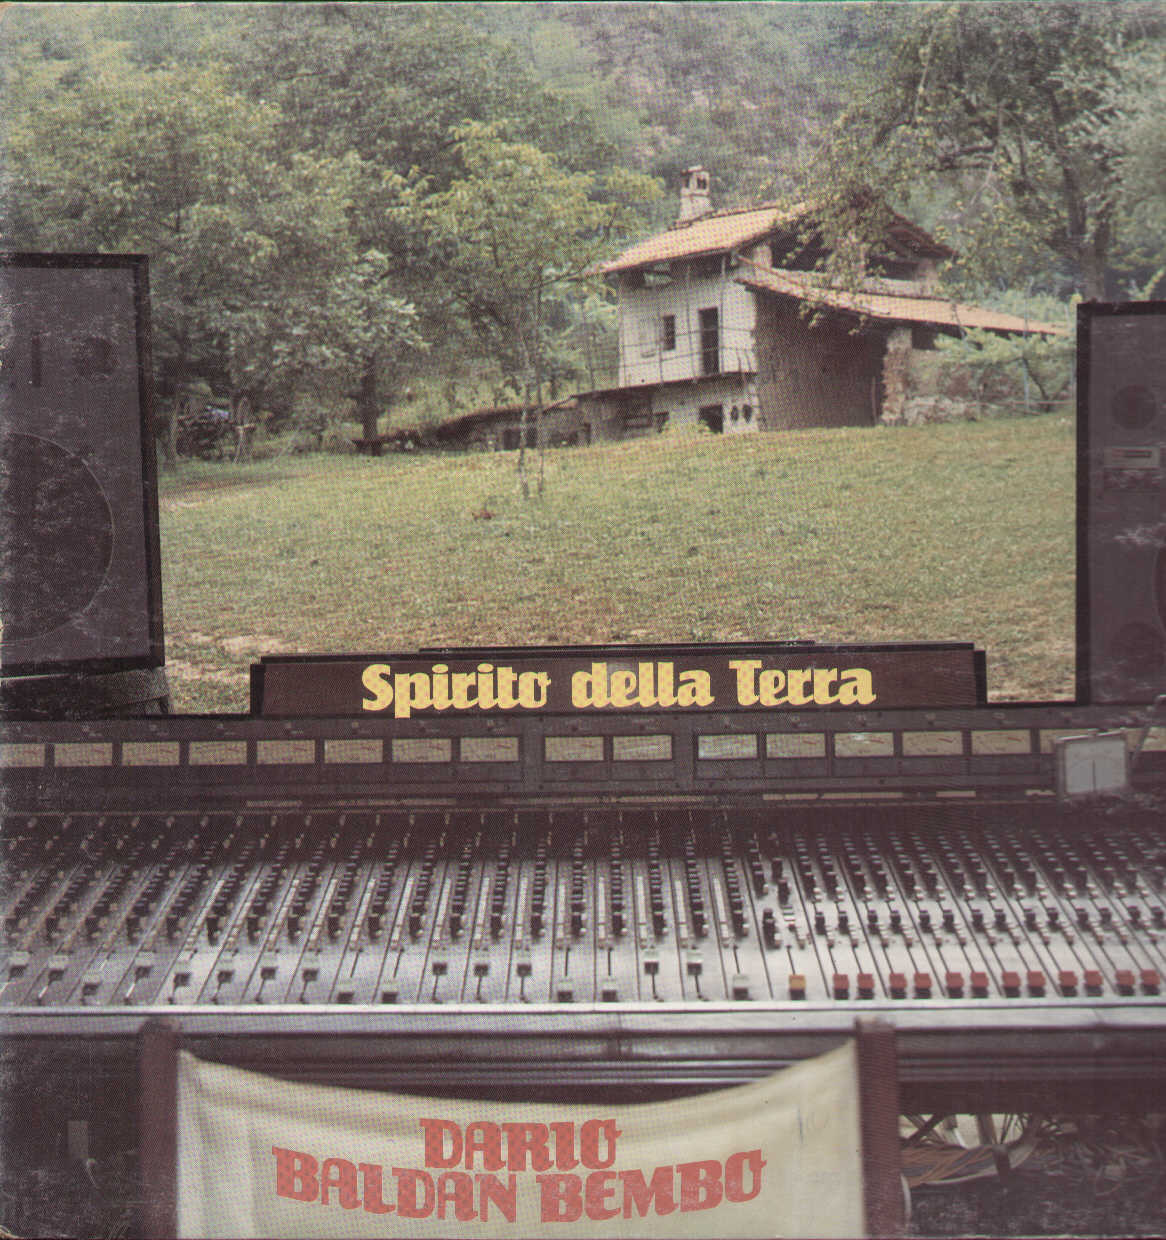 Spirito della Terra
DARIO
BALDAN BEMBO